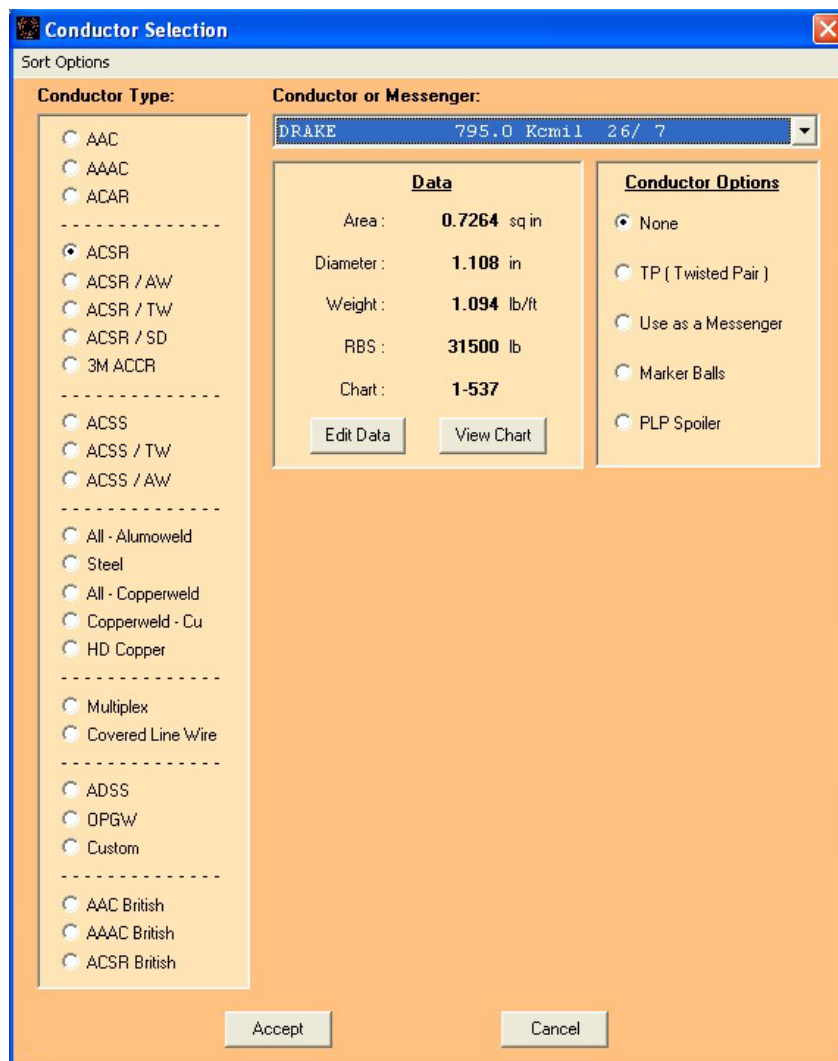 Conductor Selection
Sort Options
Conductor Type:
AAC
AAAC
ACAR
- - - - - - - - - - - - - -
ACSR
ACSR / AW
ACSR / TW
ACSR / SD
3M ACCR
- - - - - - - - - - - - - -
ACSS
ACSS / TW
ACSS / AW
- - - - - - - - - - - - - -
All - Alumoweld
Steel
All - Copperweld
Copperweld - Cu
HD Copper
- - - - - - - - - - - - - -
Multiplex
Covered Line Wire
- - - - - - - - - - - - - -
ADSS
OPGW
Custom
- - - - - - - - - - - - - -
AAC British
AAAC British
ACSR British
Conductor or Messenger:
DRAKE 795.0 Kcmil 26/ 7
Data
Area : 0.7264 sq in
Diameter : 1.108 in
Weight : 1.094 lb/ft
RBS : 31500 lb
Chart : 1-537
Edit Data View Chart
Conductor Options
None
TP ( Twisted Pair )
Use as a Messenger
Marker Balls
PLP Spoiler
Accept Cancel